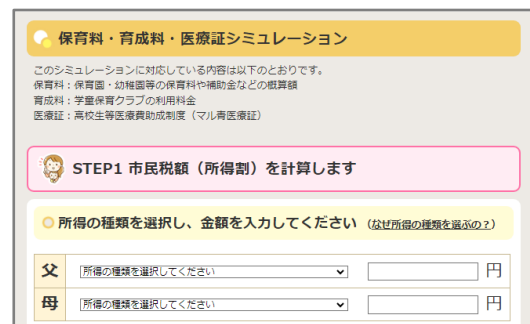 保育料・育成料・医療証シミュレーション
このシミュレーションに対応している内容は以下のとおりです。
保育料：保育園・幼稚園等の保育料や補助金などの概算額
育成料：学童保育クラブの利用料金
医療証：高校生等医療費助成制度（マル青医療証）
STEP1 市民税額（所得割）を計算します
所得の種類を選択し、金額を入力してください （なぜ所得の種類を選ぶの？）
父 所得の種類を選択してください 円
母 所得の種類を選択してください 円